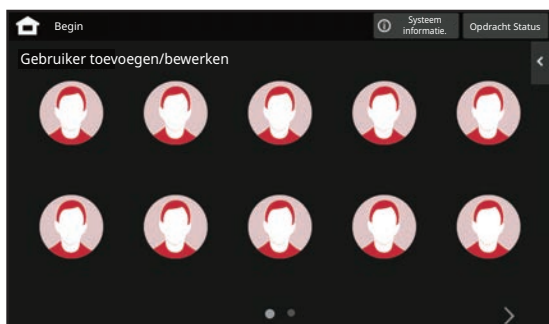 Begin
Systeem
informatie.
Opdracht Status
Gebruiker toevoegen/bewerken